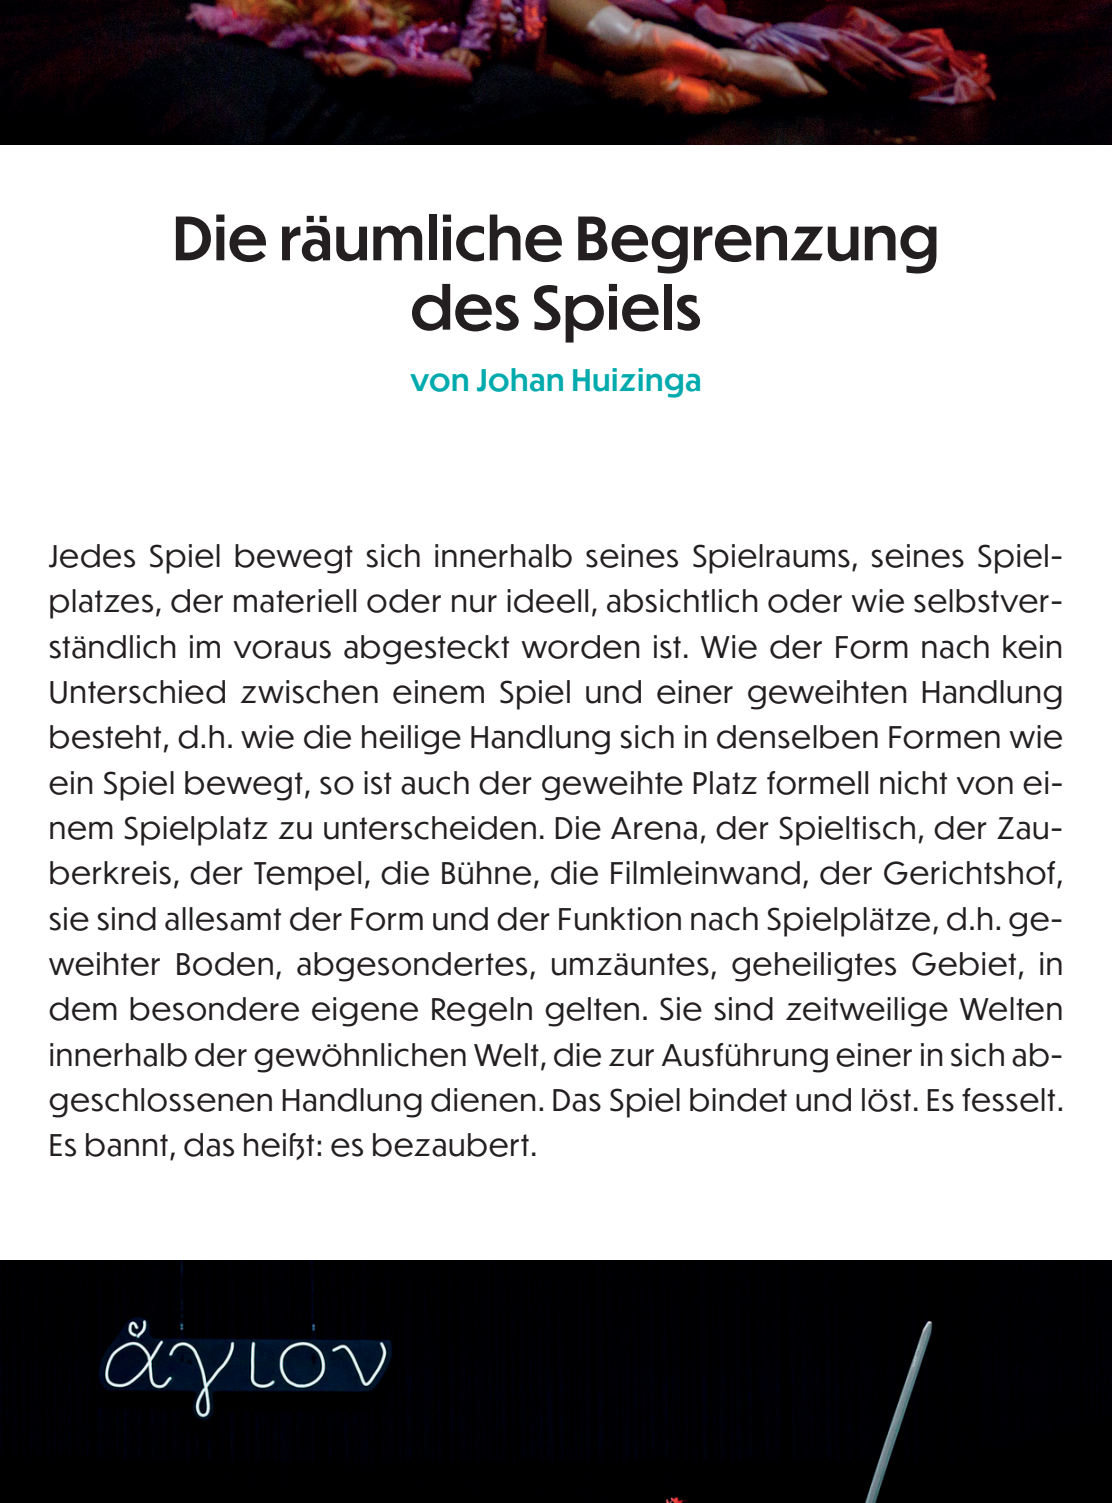 Die räumliche Begrenzung
des Spiels
von Johan Huizinga
Jedes Spiel bewegt sich innerhalb seines Spielraums, seines Spiel-
platzes, der materiell oder nur ideell, absichtlich oder wie selbstver-
ständlich im voraus abgesteckt worden ist. Wie der Form nach kein
Unterschied zwischen einem Spiel und einer geweihten Handlung
besteht, d.h. wie die heilige Handlung sich in denselben Formen wie
ein Spiel bewegt, so ist auch der geweihte Platz formell nicht von ei-
nem Spielplatz zu unterscheiden. Die Arena, der Spieltisch, der Zau-
berkreis, der Tempel, die Bühne, die Filmleinwand, der Gerichtshof,
sie sind allesamt der Form und der Funktion nach Spielplätze, d.h. ge-
weihter Boden, abgesondertes, umzäuntes, geheiligtes Gebiet, in
dem besondere eigene Regeln gelten. Sie sind zeitweilige Welten
innerhalb der gewöhnlichen Welt, die zur Ausführung einer in sich ab-
geschlossenen Handlung dienen. Das Spiel bindet und löst. Es fesselt.
Es bannt, das heißt: es bezaubert.
ἅγιον